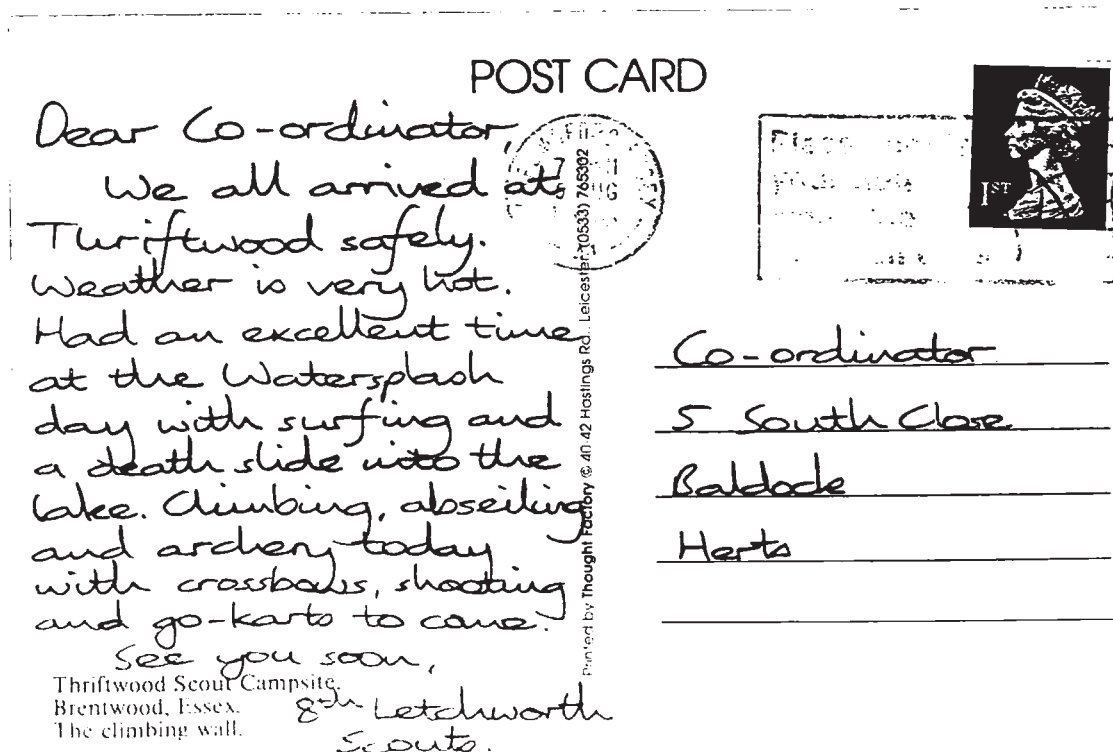 POST CARD
Dear Co-ordinator,
We all arrived at
Thriftwood safely.
Weather is very hot.
Had an excellent time
at the Watersplash
day with surfing and
a death slide into the
lake. Climbing, abseiling
and archery today
with crossbows, shooting
and go-karts to come.
See you soon,
8th Letchworth
Scouts.
Thriftwood Scout Campsite.
Brentwood, Essex.
The climbing wall.
Printed by Thought Factory © 40-42 Hastings Rd., Leicester (0533) 765302
1ST
Co-ordinator
5 South Close
Baldock
Herts